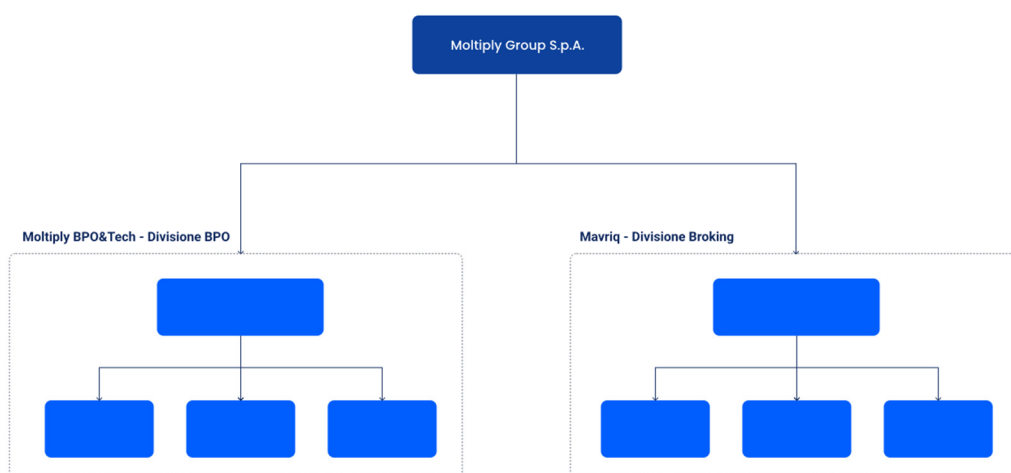 Moltiply Group S.p.A.
Moltiply BPO&Tech - Divisione BPO
Mavriq - Divisione Broking